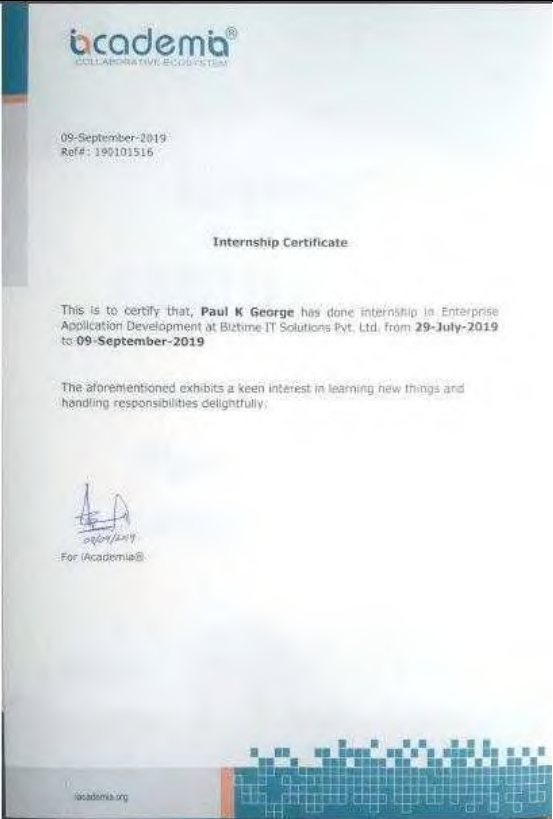 iacademia®
COLLABORATIVE ECOSYSTEM
09-September-2019
Ref#: 190101516
Internship Certificate
This is to certify that, Paul K George has done internship in Enterprise
Application Development at Biztime IT Solutions Pvt. Ltd. from 29-July-2019
to 09-September-2019
The aforementioned exhibits a keen interest in learning new things and
handling responsibilities delightfully.
09/09/2019
For iAcademia®
iacademia.org